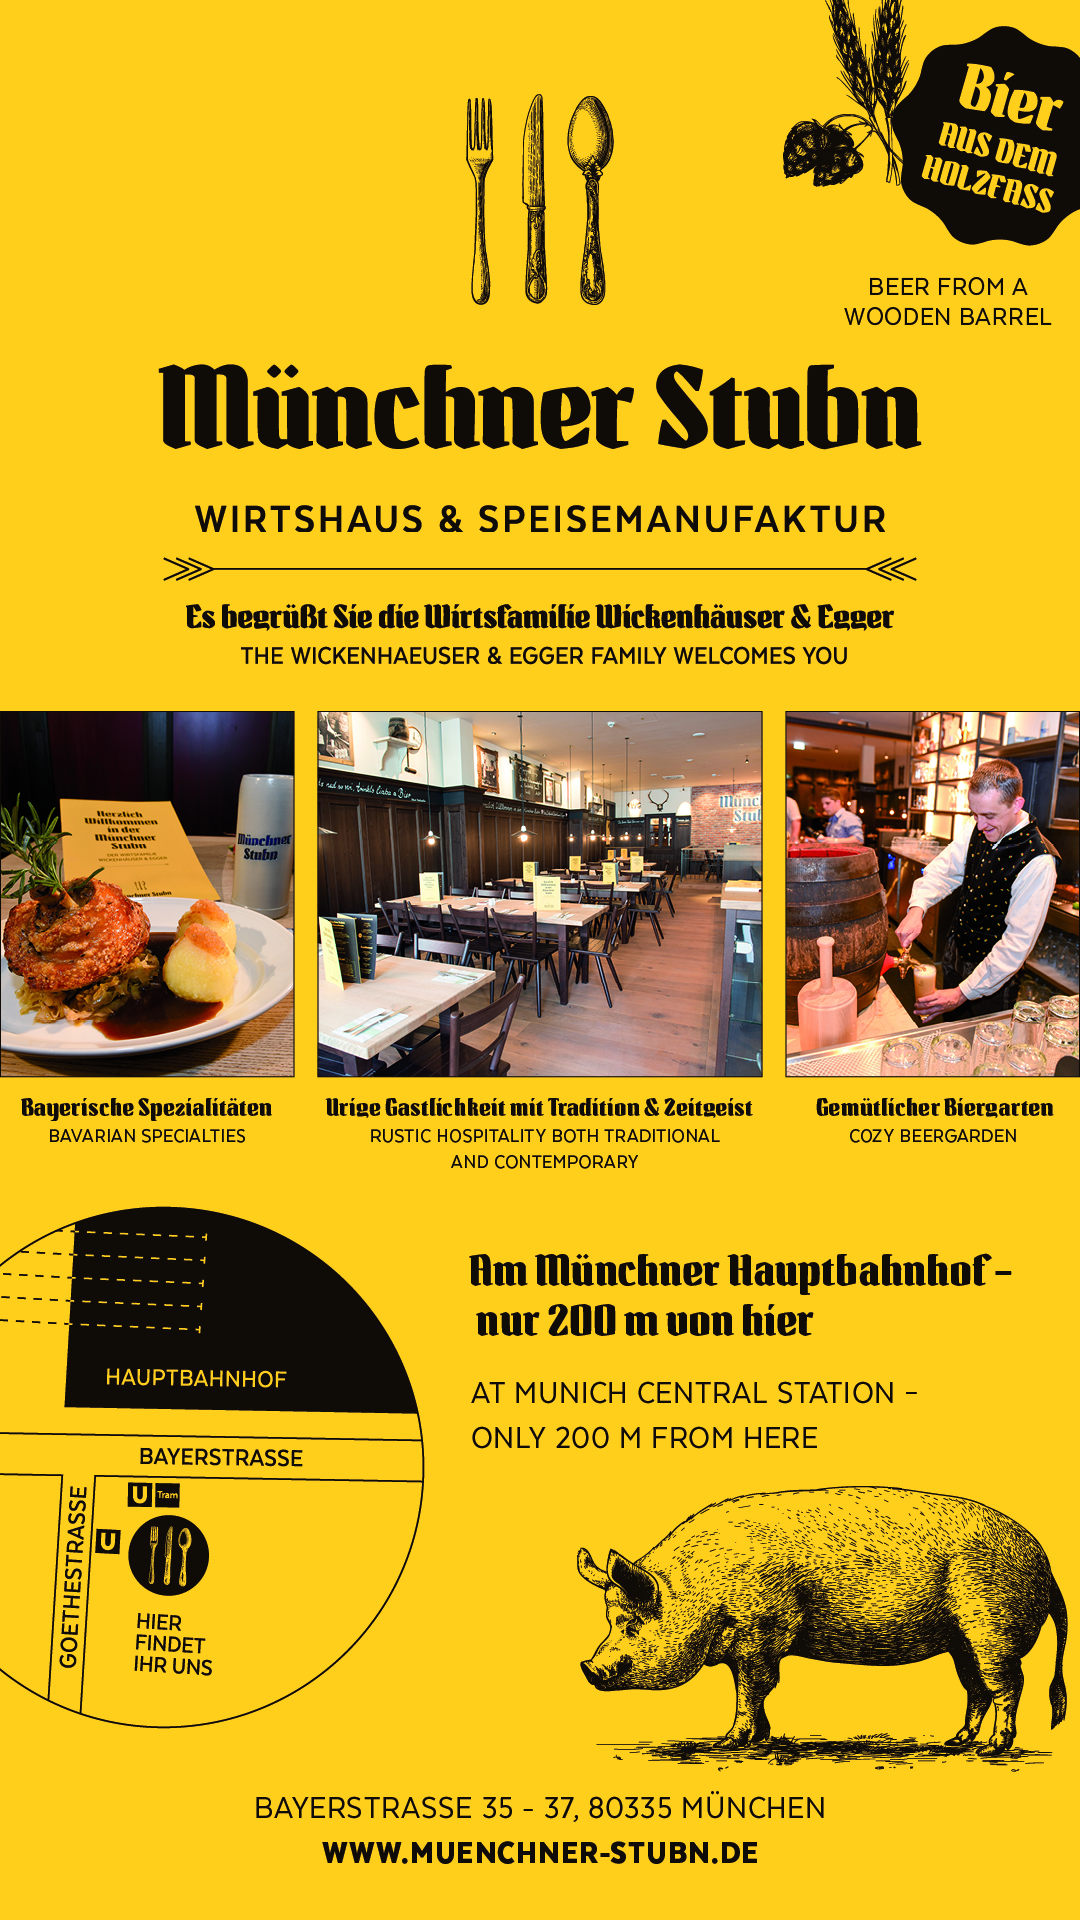 Bier
AUS DEM
HOLZFASS
BEER FROM A
WOODEN BARREL
Münchner Stubn
WIRTSHAUS & SPEISEMANUFAKTUR
Es begrüßt Sie die Wirtsfamilie Wickenhäuser & Egger
THE WICKENHAEUSER & EGGER FAMILY WELCOMES YOU
Herzlich
Willkommen
in der
Münchner
Stubn
DER WIRTSFAMILIE
WICKENHÄUSER & EGGER
Münchner
Stubn
Bayerische Spezialitäten
BAVARIAN SPECIALTIES
Urige Gastlichkeit mit Tradition & Zeitgeist
RUSTIC HOSPITALITY BOTH TRADITIONAL
AND CONTEMPORARY
Gemütlicher Biergarten
COZY BEERGARDEN
HAUPTBAHNHOF
BAYERSTRASSE
U Tram
U
GOETHESTRASSE
HIER
FINDET
IHR UNS
Am Münchner Hauptbahnhof –
nur 200 m von hier
AT MUNICH CENTRAL STATION –
ONLY 200 M FROM HERE
BAYERSTRASSE 35 - 37, 80335 MÜNCHEN
WWW.MUENCHNER-STUBN.DE